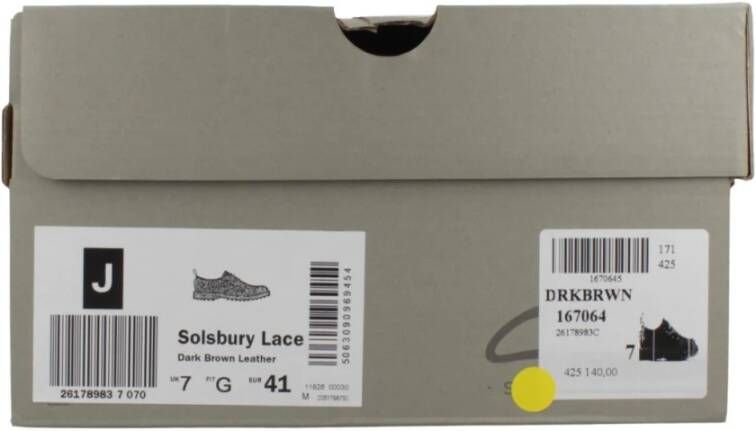 J
Solsbury Lace
Dark Brown Leather
UK 7 FIT G EUR 41
26178983 7 070
5063090969454
M
171
425
1670645
DRKBRWN
167064
26178983C
7
425 140,00